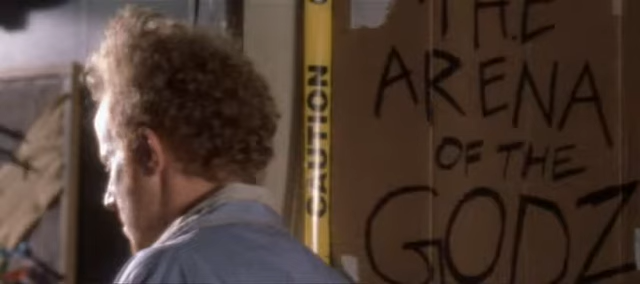 CAUTION
THE
ARENA
OF THE
GODZ